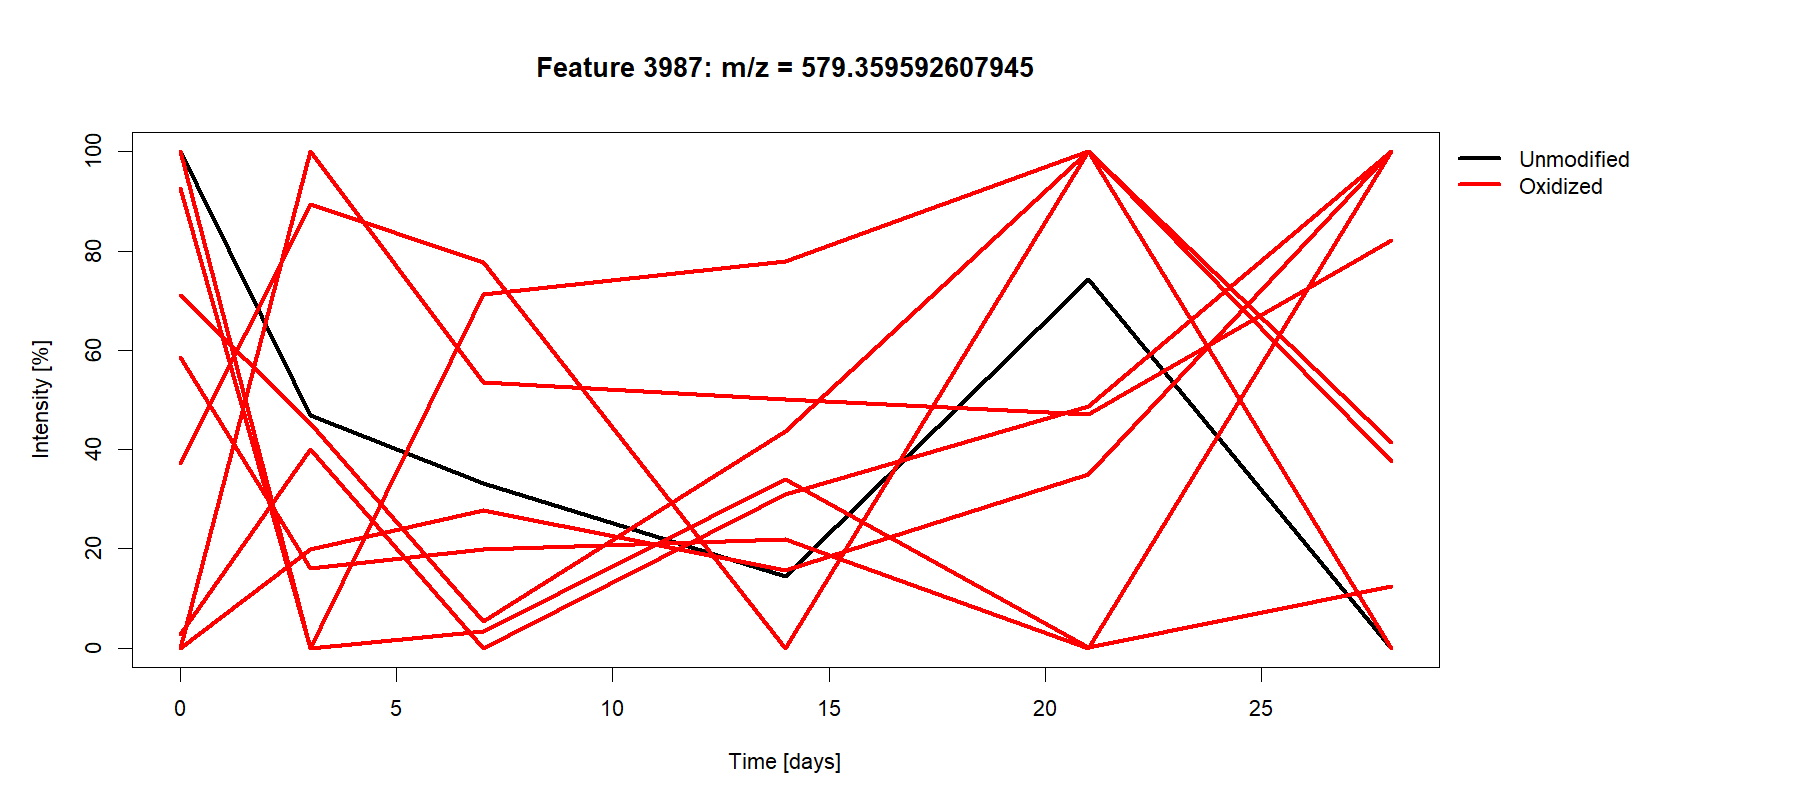 Feature 3987: m/z = 579.359592607945
Unmodified
Oxidized
Intensity [%]
100
80
60
40
20
0
0 5 10 15 20 25
Time [days]